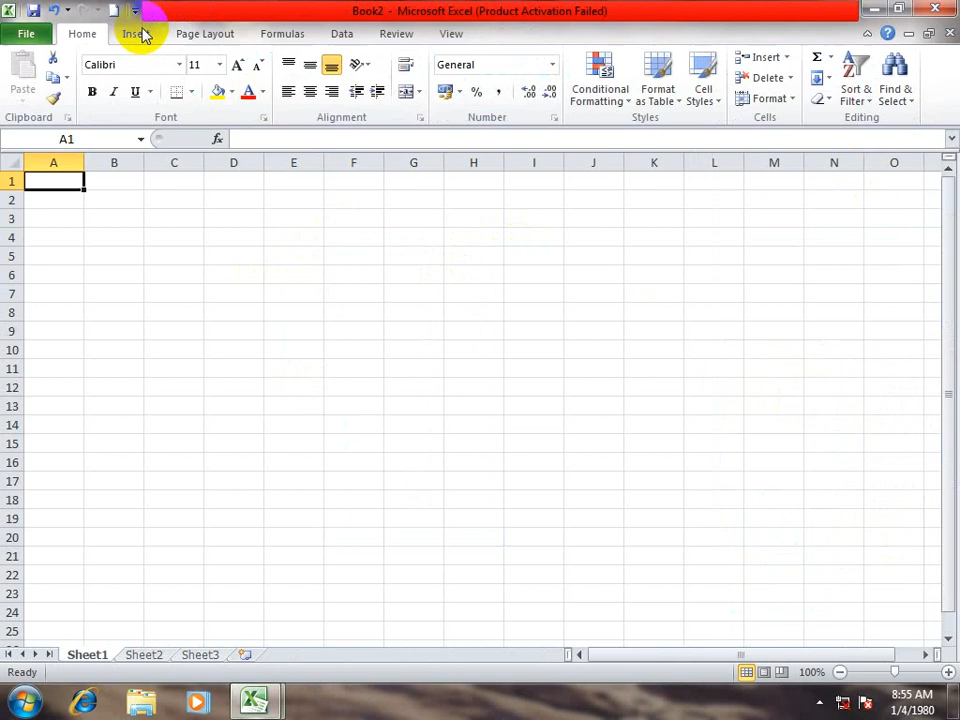 Book2 - Microsoft Excel (Product Activation Failed)
File Home Page Layout Formulas Data Review View
Paste Calibri 11 General Conditional Formatting Format as Table Cell Styles Insert Delete Format Sort & Filter Find & Select
B I U A % ,
Clipboard Font Alignment Number Styles Cells Editing
A1 fx
A B C D E F G H I J K L M N O
1
2
3
4
5
6
7
8
9
10
11
12
13
14
15
16
17
18
19
20
21
22
23
24
25
Sheet1 Sheet2 Sheet3
Ready 100%
8:55 AM
1/4/1980